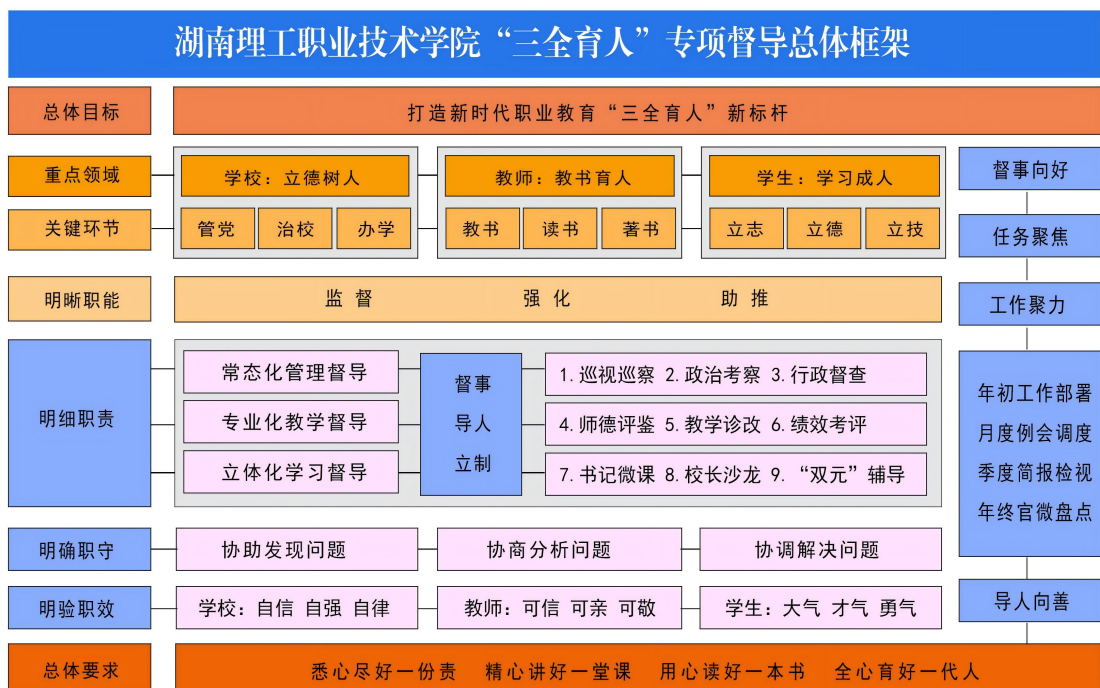 湖南理工职业技术学院“三全育人”专项督导总体框架
总体目标
打造新时代职业教育“三全育人”新标杆
重点领域
学校：立德树人
教师：教书育人
学生：学习成人
关键环节
管党 治校 办学
教书 读书 著书
立志 立德 立技
明晰职能
监督 强化 助推
明细职责
常态化管理督导
专业化教学督导
立体化学习督导
督事
导人
立制
1. 巡视巡察 2. 政治考察 3. 行政督查
4. 师德评鉴 5. 教学诊改 6. 绩效考评
7. 书记微课 8. 校长沙龙 9. “双元”辅导
明确职守
协助发现问题
协商分析问题
协调解决问题
明验职效
学校：自信 自强 自律
教师：可信 可亲 可敬
学生：大气 才气 勇气
督事向好
任务聚焦
工作聚力
年初工作部署
月度例会调度
季度简报检视
年终官微盘点
导人向善
总体要求
悉心尽好一份责 精心讲好一堂课 用心读好一本书 全心育好一代人